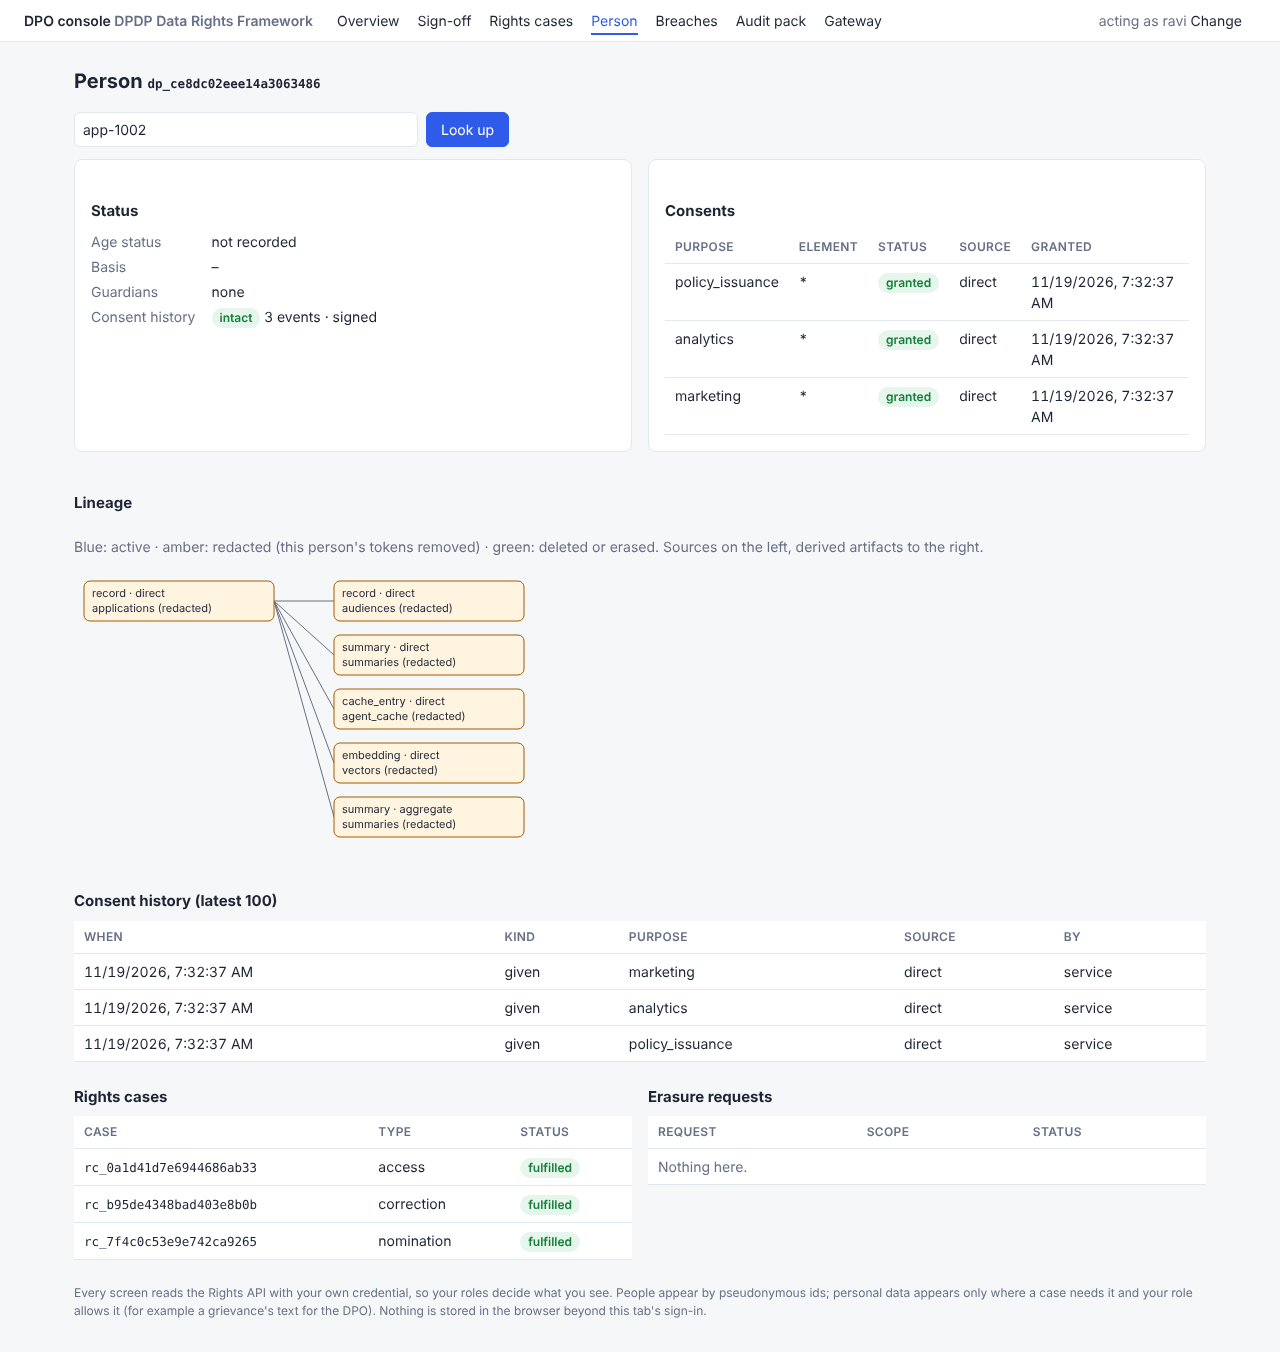 DPO console DPDP Data Rights Framework Overview Sign-off Rights cases Person Breaches Audit pack Gateway acting as ravi Change
Person dp_ce8dc02eee14a3063486
app-1002 Look up
Status
Age status not recorded
Basis –
Guardians none
Consent history intact 3 events · signed
Consents
PURPOSE ELEMENT STATUS SOURCE GRANTED
policy_issuance * granted direct 11/19/2026, 7:32:37
AM
analytics * granted direct 11/19/2026, 7:32:37
AM
marketing * granted direct 11/19/2026, 7:32:37
AM
Lineage
Blue: active · amber: redacted (this person's tokens removed) · green: deleted or erased. Sources on the left, derived artifacts to the right.
record · direct
applications (redacted)
record · direct
audiences (redacted)
summary · direct
summaries (redacted)
cache_entry · direct
agent_cache (redacted)
embedding · direct
vectors (redacted)
summary · aggregate
summaries (redacted)
Consent history (latest 100)
WHEN KIND PURPOSE SOURCE BY
11/19/2026, 7:32:37 AM given marketing direct service
11/19/2026, 7:32:37 AM given analytics direct service
11/19/2026, 7:32:37 AM given policy_issuance direct service
Rights cases
CASE TYPE STATUS
rc_0a1d41d7e6944686ab33 access fulfilled
rc_b95de4348bad403e8b0b correction fulfilled
rc_7f4c0c53e9e742ca9265 nomination fulfilled
Erasure requests
REQUEST SCOPE STATUS
Nothing here.
Every screen reads the Rights API with your own credential, so your roles decide what you see. People appear by pseudonymous ids; personal data appears only where a case needs it and your role
allows it (for example a grievance's text for the DPO). Nothing is stored in the browser beyond this tab's sign-in.